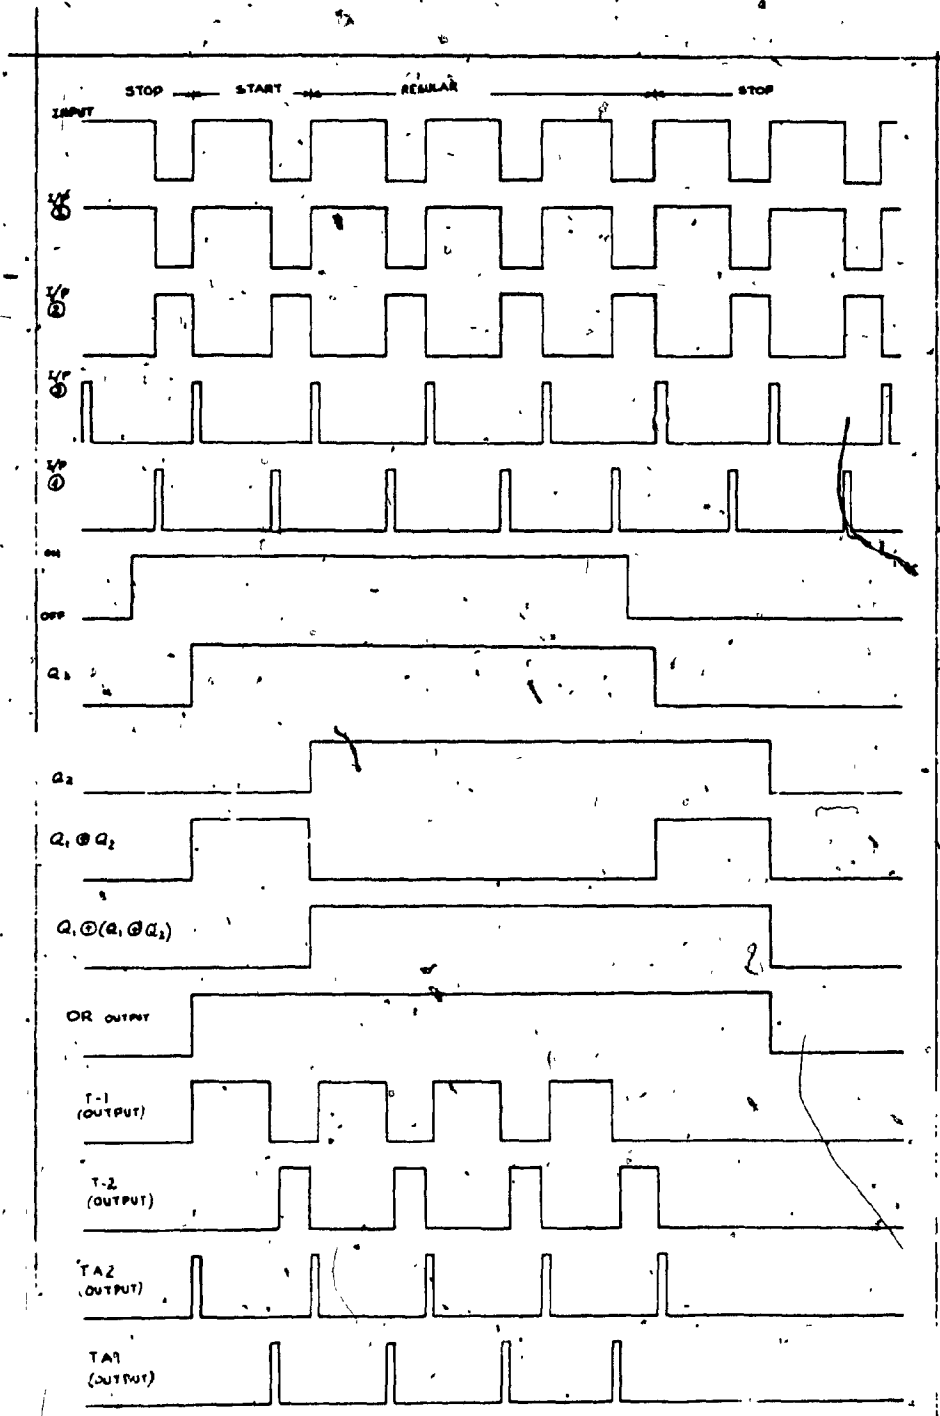 STOP START REGULAR STOP
INPUT
I/P
①
I/P
②
I/P
③
I/P
④
ON
OFF
Q₁
Q₂
Q₁ ⊕ Q₂
Q₁ ⊕ (Q₁ ⊕ Q₂)
OR OUTPUT
T-1
(OUTPUT)
T-2
(OUTPUT)
TA2
(OUTPUT)
TA1
(OUTPUT)